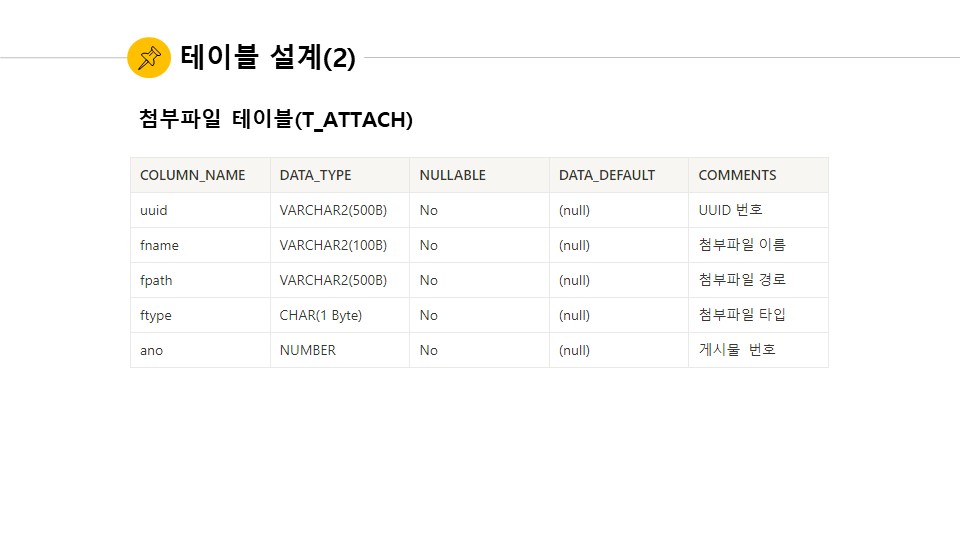 테이블 설계(2)
첨부파일 테이블(T_ATTACH)
COLUMN_NAME DATA_TYPE NULLABLE DATA_DEFAULT COMMENTS
uuid VARCHAR2(500B) No (null) UUID 번호
fname VARCHAR2(100B) No (null) 첨부파일 이름
fpath VARCHAR2(500B) No (null) 첨부파일 경로
ftype CHAR(1 Byte) No (null) 첨부파일 타입
ano NUMBER No (null) 게시물 번호